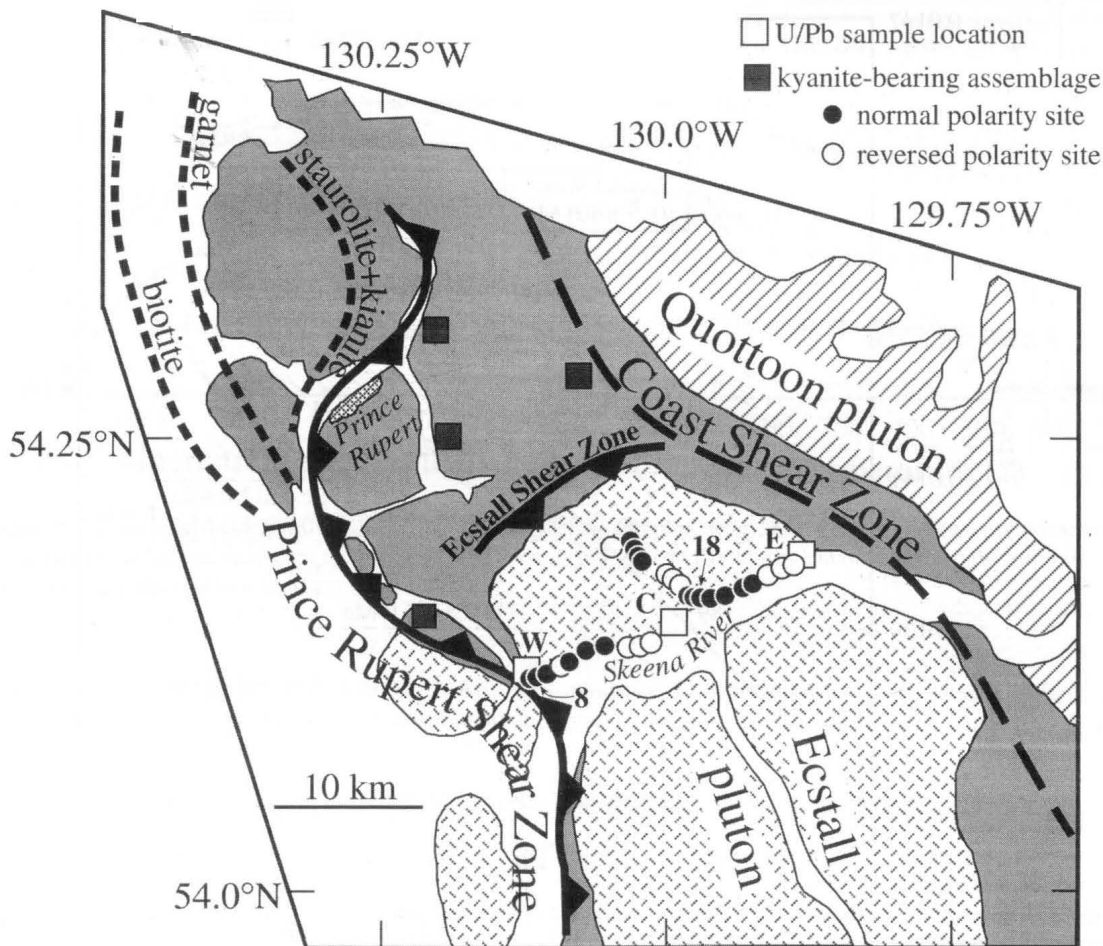 U/Pb sample location
kyanite-bearing assemblage
normal polarity site
reversed polarity site
130.25°W
130.0°W
129.75°W
garnet
staurolite+kianite
biotite
Quottoon pluton
Coast Shear Zone
Prince
Rupert
54.25°N
Ecstall Shear Zone
18
E
C
W
8
Skeena River
Prince Rupert Shear Zone
10 km
Ecstall
pluton
54.0°N